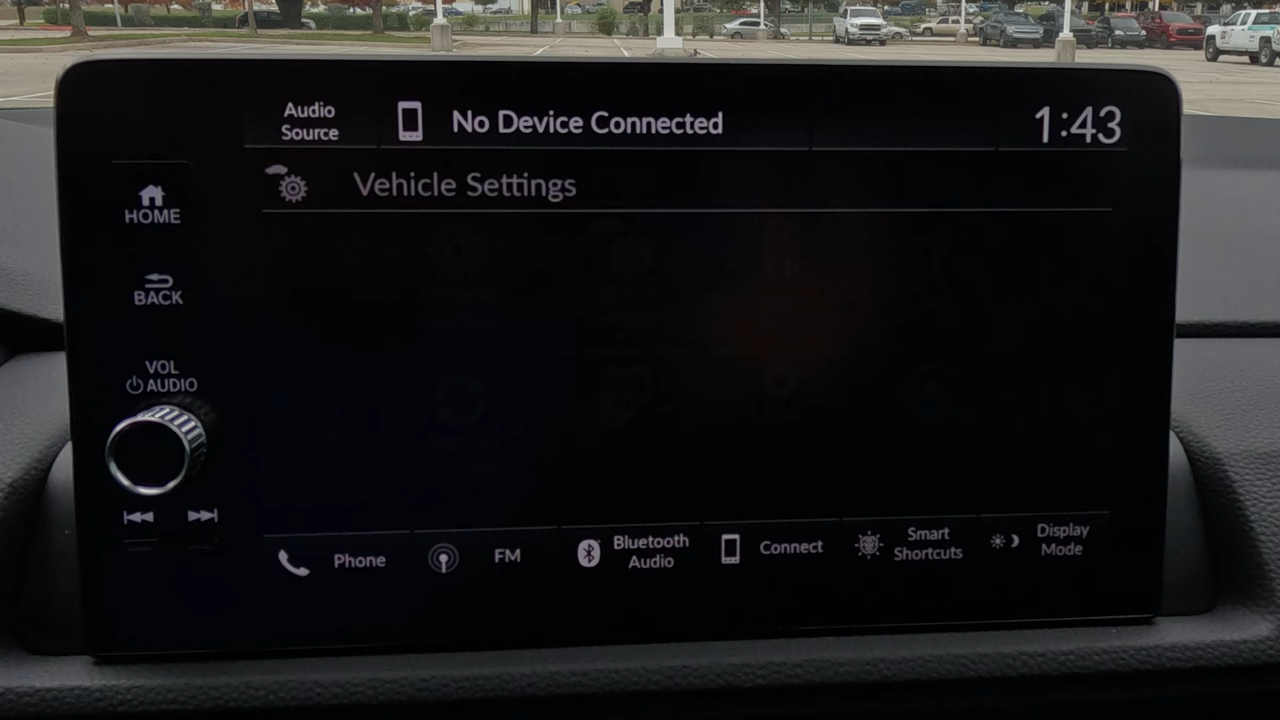 Audio
Source
No Device Connected
1:43
Vehicle Settings
HOME
BACK
VOL
AUDIO
Phone
FM
Bluetooth
Audio
Connect
Smart
Shortcuts
Display
Mode